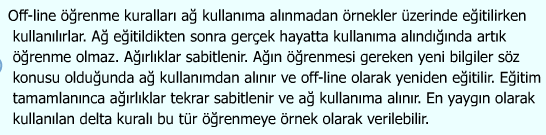 Off-line öğrenme kuralları ağ kullanıma alınmadan örnekler üzerinde eğitilirken
kullanılırlar. Ağ eğitildikten sonra gerçek hayatta kullanıma alındığında artık
öğrenme olmaz. Ağırlıklar sabitlenir. Ağın öğrenmesi gereken yeni bilgiler söz
konusu olduğunda ağ kullanımdan alınır ve off-line olarak yeniden eğitilir. Eğitim
tamamlanınca ağırlıklar tekrar sabitlenir ve ağ kullanıma alınır. En yaygın olarak
kullanılan delta kuralı bu tür öğrenmeye örnek olarak verilebilir.